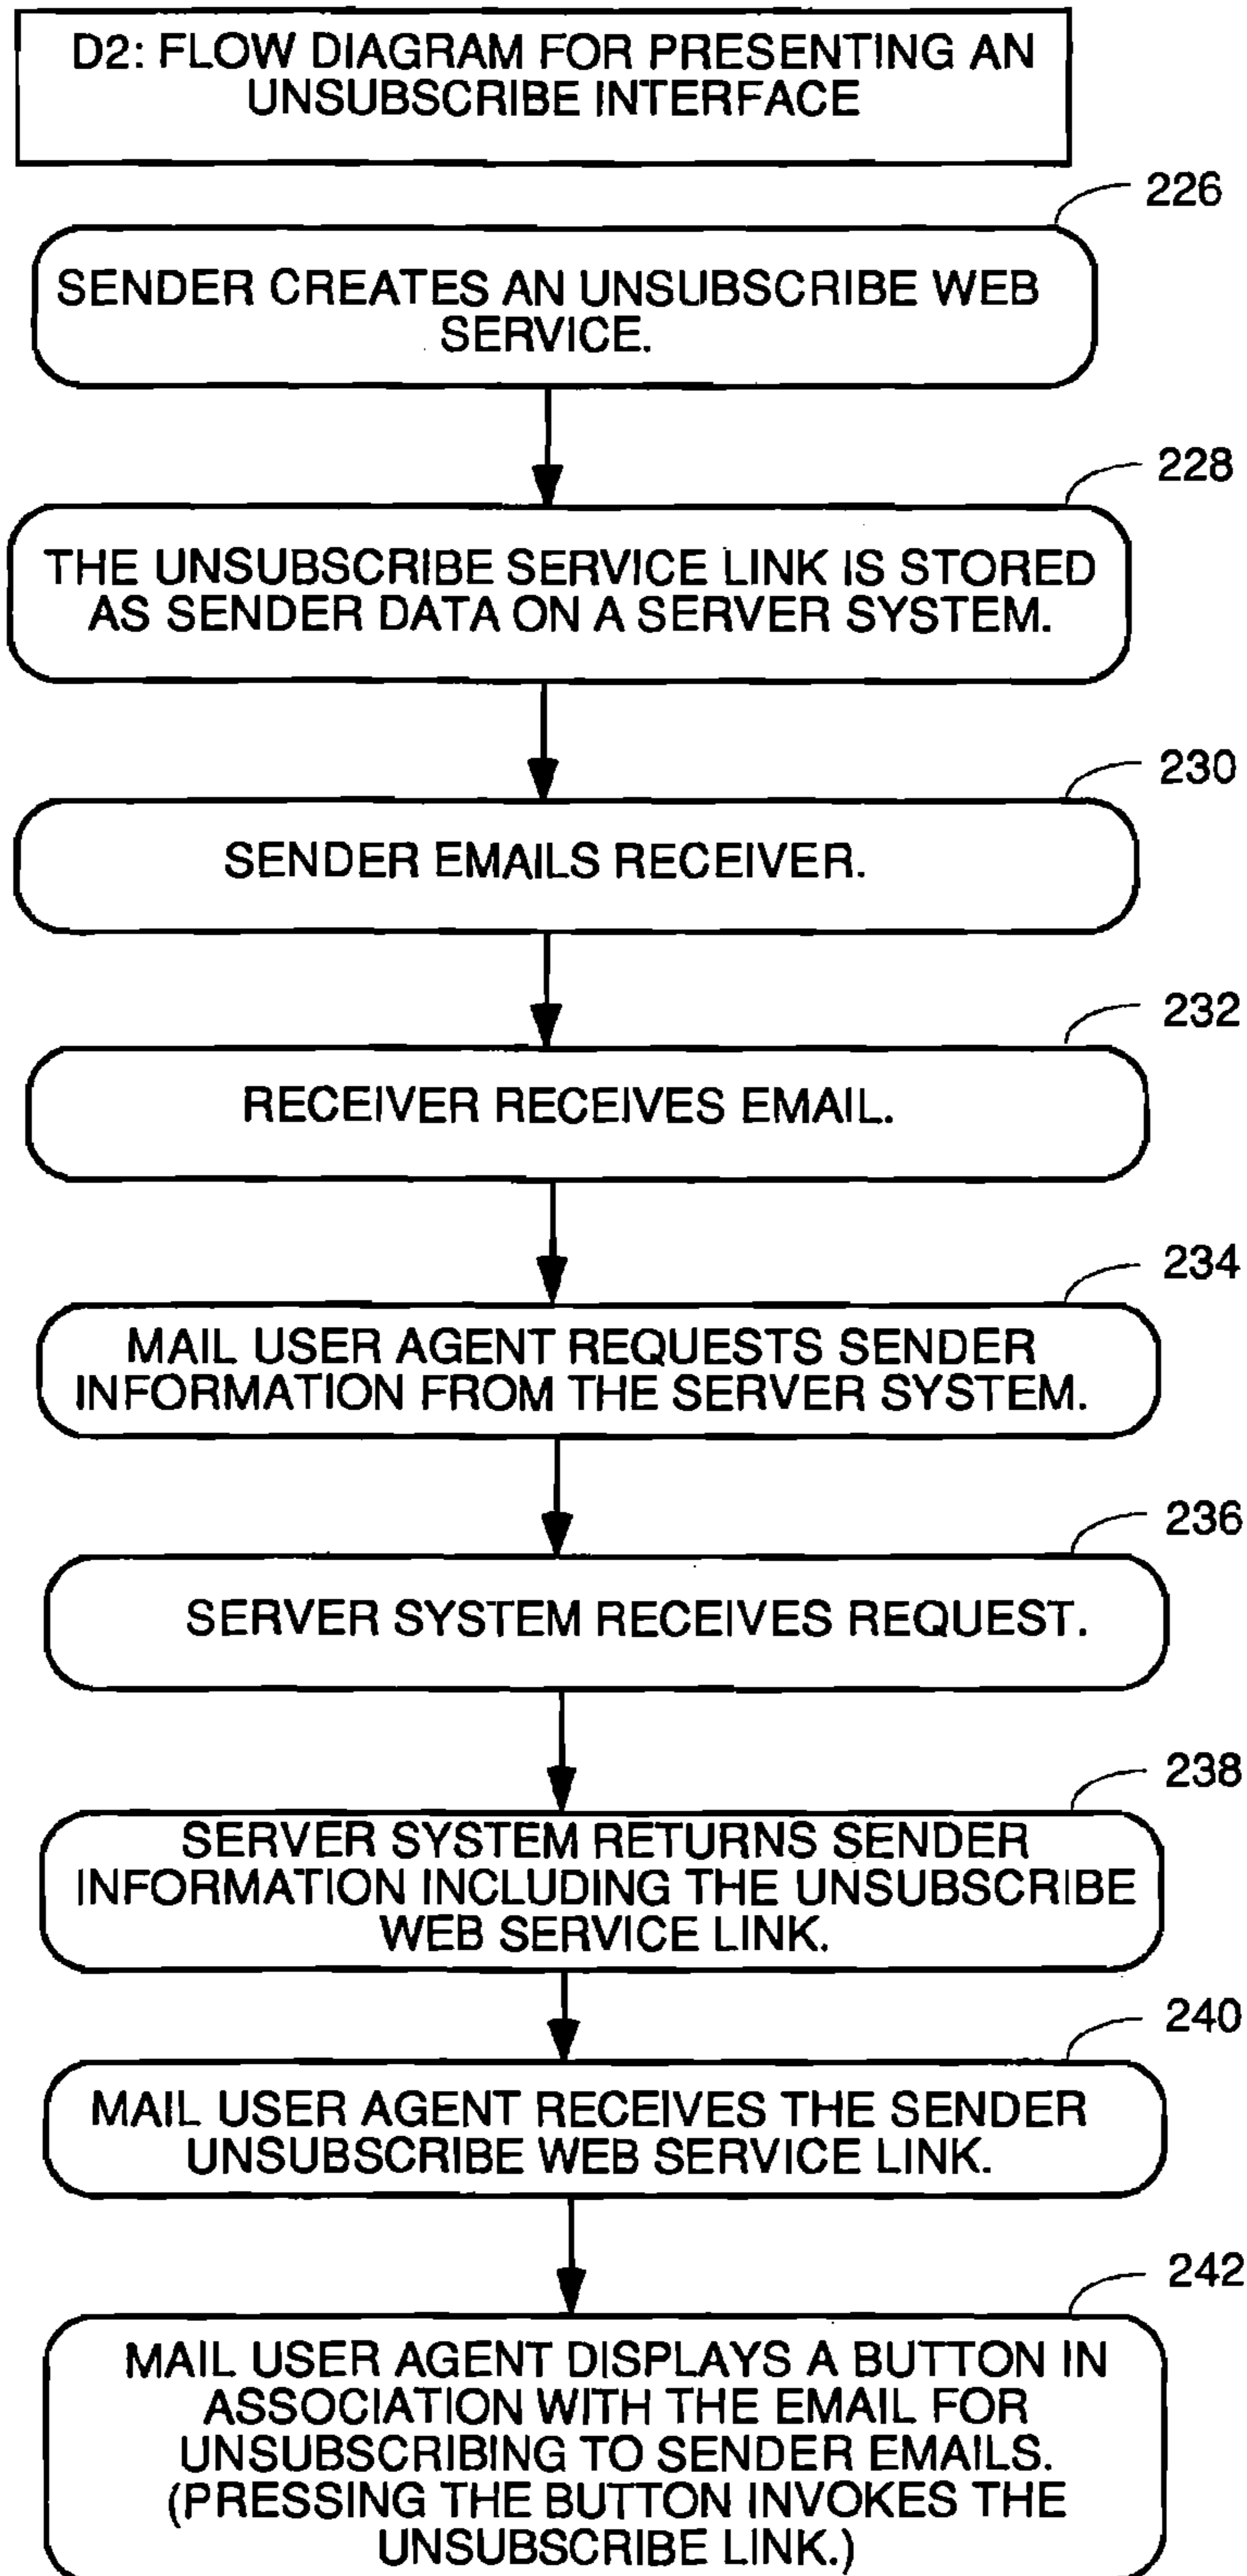 D2: FLOW DIAGRAM FOR PRESENTING AN
UNSUBSCRIBE INTERFACE
226
SENDER CREATES AN UNSUBSCRIBE WEB
SERVICE.
228
THE UNSUBSCRIBE SERVICE LINK IS STORED
AS SENDER DATA ON A SERVER SYSTEM.
230
SENDER EMAILS RECEIVER.
232
RECEIVER RECEIVES EMAIL.
234
MAIL USER AGENT REQUESTS SENDER
INFORMATION FROM THE SERVER SYSTEM.
236
SERVER SYSTEM RECEIVES REQUEST.
238
SERVER SYSTEM RETURNS SENDER
INFORMATION INCLUDING THE UNSUBSCRIBE
WEB SERVICE LINK.
240
MAIL USER AGENT RECEIVES THE SENDER
UNSUBSCRIBE WEB SERVICE LINK.
242
MAIL USER AGENT DISPLAYS A BUTTON IN
ASSOCIATION WITH THE EMAIL FOR
UNSUBSCRIBING TO SENDER EMAILS.
(PRESSING THE BUTTON INVOKES THE
UNSUBSCRIBE LINK.)